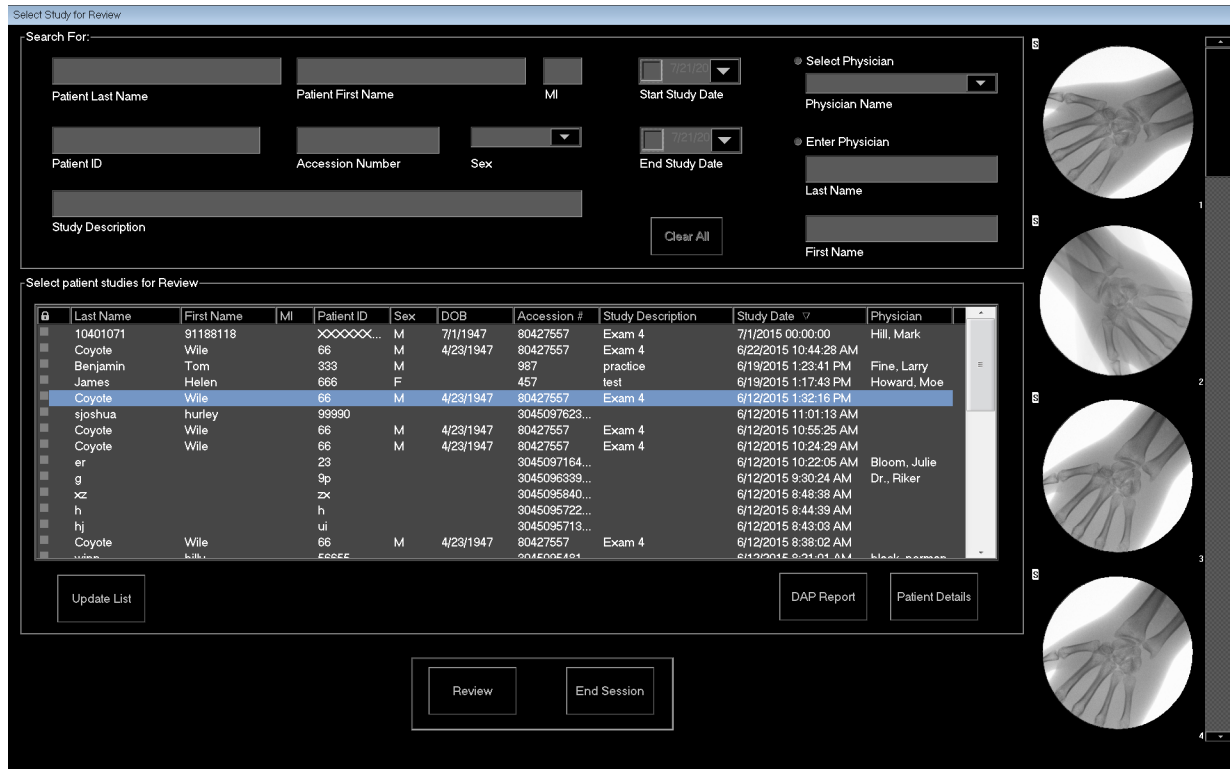 Select Study for Review
Search For:
Patient Last Name
Patient First Name
MI
7/21/20
Start Study Date
Select Physician
Physician Name
Patient ID
Accession Number
Sex
7/21/20
End Study Date
Enter Physician
Last Name
Study Description
Clear All
First Name
Select patient studies for Review
Last Name First Name MI Patient ID Sex DOB Accession # Study Description Study Date Physician
10401071 91188118 XXXXXXX... M 7/1/1947 80427557 Exam 4 7/1/2015 00:00:00 Hill, Mark
Coyote Wile 66 M 4/23/1947 80427557 Exam 4 6/22/2015 10:44:28 AM
Benjamin Tom 333 M 987 practice 6/19/2015 1:23:41 PM Fine, Larry
James Helen 666 F 457 test 6/19/2015 1:17:43 PM Howard, Moe
Coyote Wile 66 M 4/23/1947 80427557 Exam 4 6/12/2015 1:32:16 PM
sjoshua hurley 99990 3045097623... 6/12/2015 11:01:13 AM
Coyote Wile 66 M 4/23/1947 80427557 Exam 4 6/12/2015 10:55:25 AM
Coyote Wile 66 M 4/23/1947 80427557 Exam 4 6/12/2015 10:24:29 AM
er 23 3045097164... 6/12/2015 10:22:05 AM Bloom, Julie
g 9p 3045096339... 6/12/2015 9:30:24 AM Dr., Riker
xz zx 3045095840... 6/12/2015 8:48:38 AM
h h 3045095722... 6/12/2015 8:44:39 AM
hj ui 3045095713... 6/12/2015 8:43:03 AM
Coyote Wile 66 M 4/23/1947 80427557 Exam 4 6/12/2015 8:38:02 AM
Update List
DAP Report
Patient Details
Review
End Session
S
1
S
2
S
3
S
4